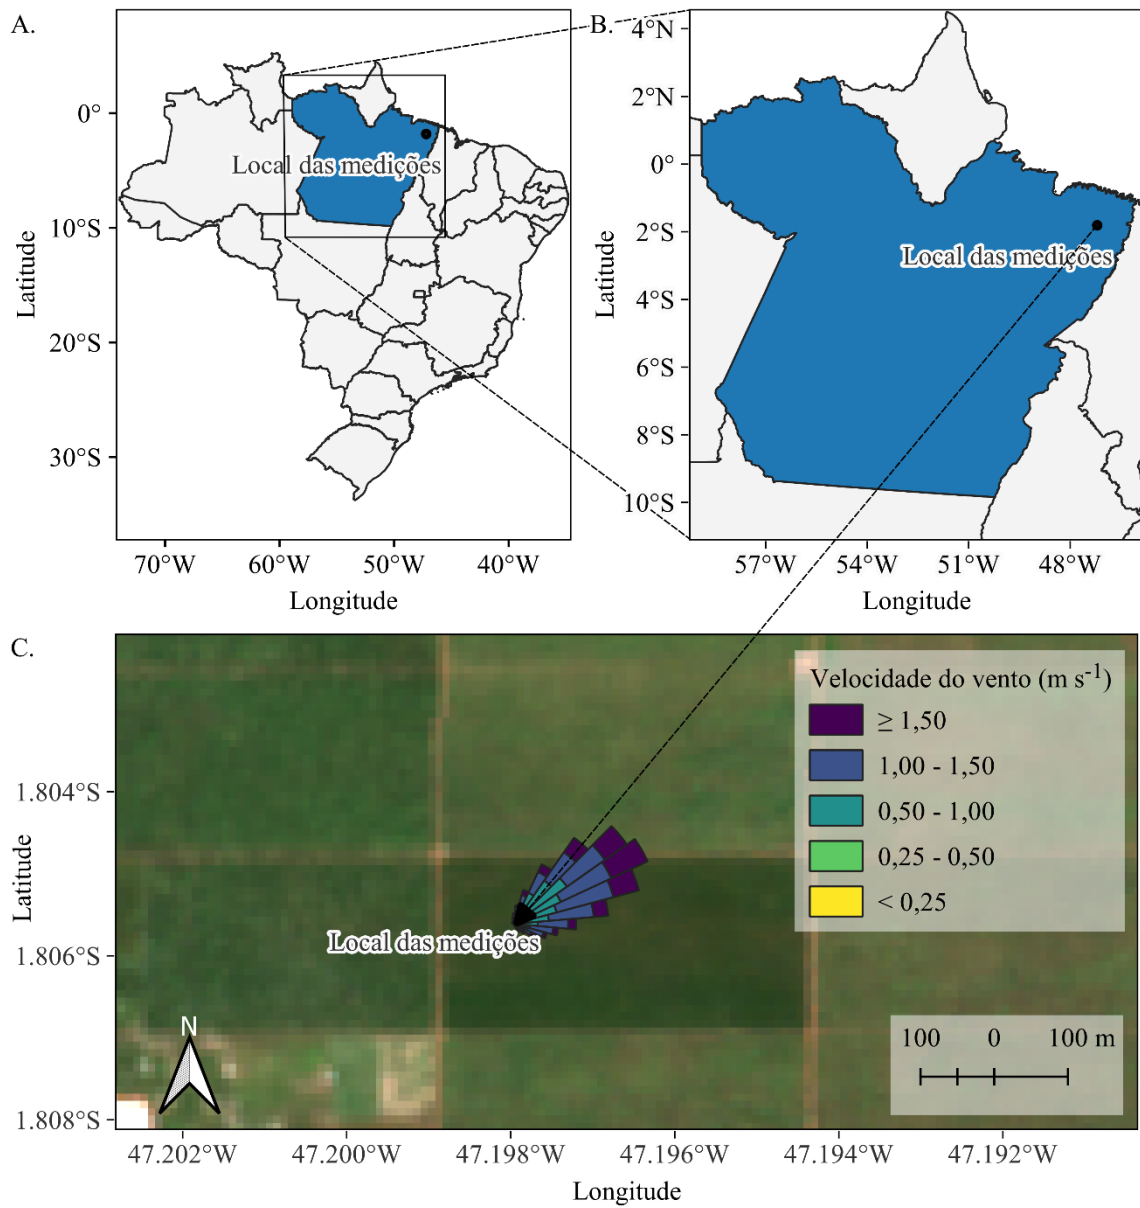 A.
0°
10°S
20°S
30°S
Latitude
Local das medições
70°W
60°W
50°W
40°W
Longitude
B.
4°N
2°N
0°
2°S
4°S
6°S
8°S
10°S
Latitude
Local das medições
57°W
54°W
51°W
48°W
Longitude
C.
Velocidade do vento (m s⁻¹)
≥ 1,50
1,00 - 1,50
0,50 - 1,00
0,25 - 0,50
< 0,25
1.804°S
1.806°S
1.808°S
Latitude
Local das medições
N
100 0 100 m
47.202°W
47.200°W
47.198°W
47.196°W
47.194°W
47.192°W
Longitude